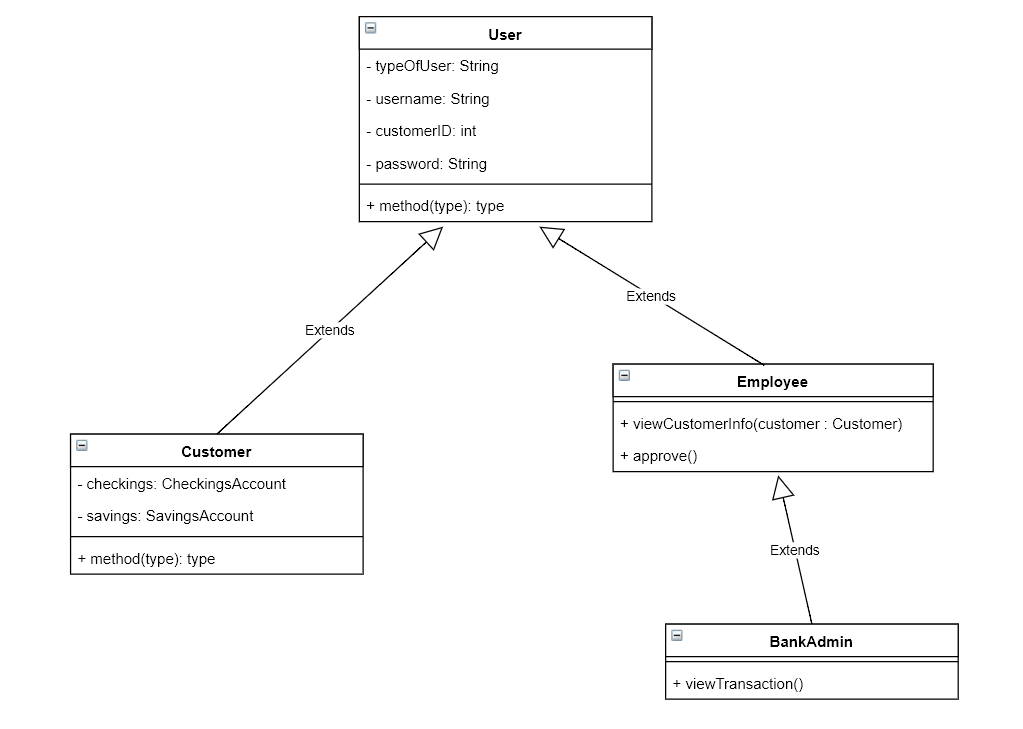 User
- typeOfUser: String
- username: String
- customerID: int
- password: String
+ method(type): type
Extends
Extends
Employee
+ viewCustomerInfo(customer : Customer)
+ approve()
Customer
- checkings: CheckingsAccount
- savings: SavingsAccount
+ method(type): type
Extends
BankAdmin
+ viewTransaction()